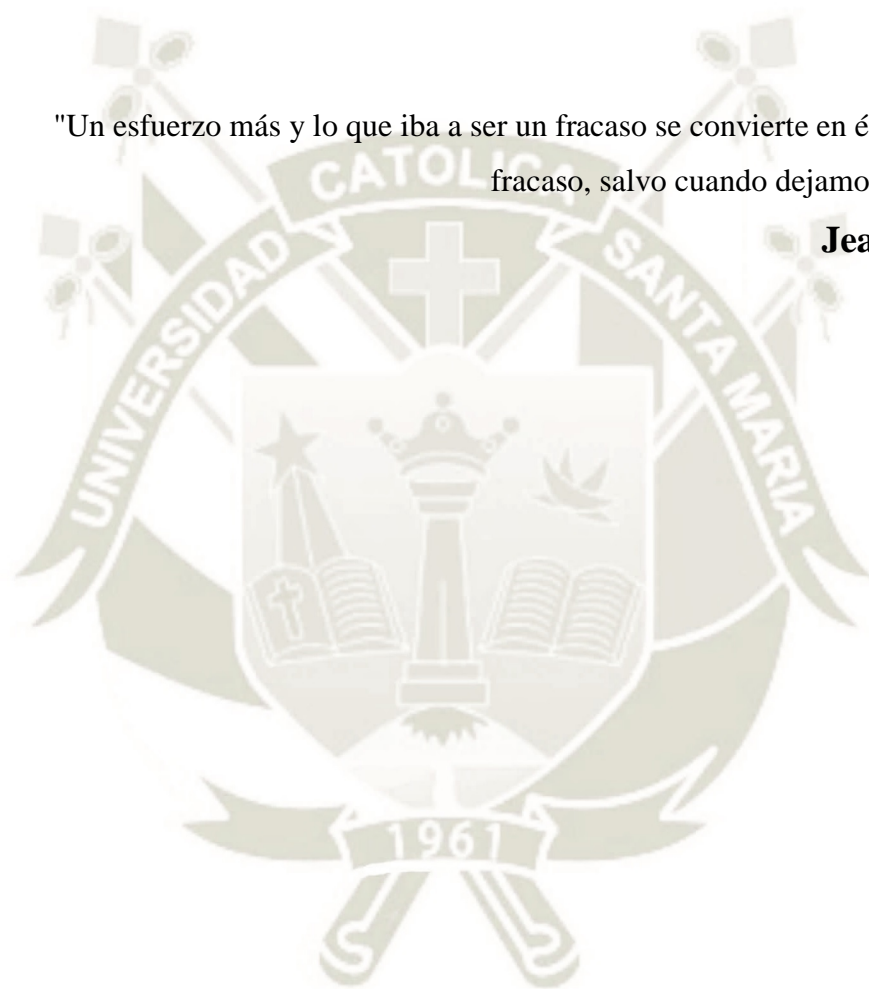 "Un esfuerzo más y lo que iba a ser un fracaso se convierte en é
fracaso, salvo cuando dejamo
Jea
UNIVERSIDAD CATOLICA SANTA MARIA
1961